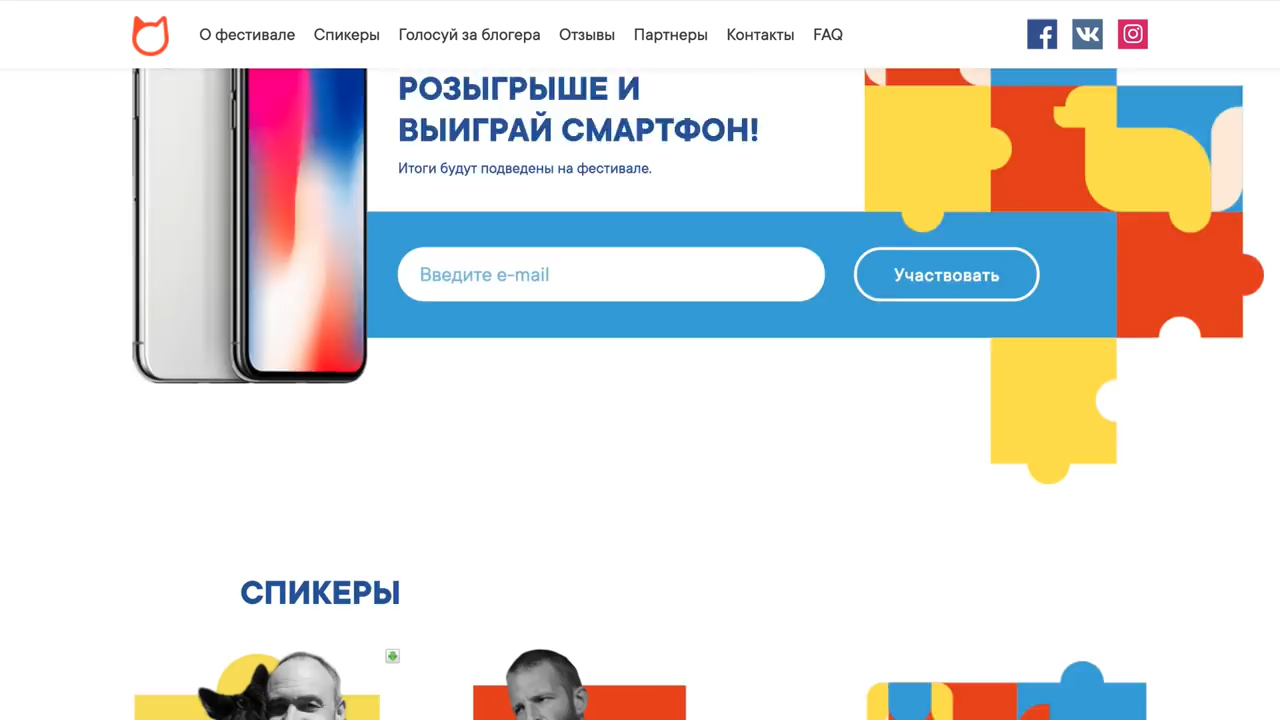 О фестивале Спикеры Голосуй за блогера Отзывы Партнеры Контакты FAQ
РОЗЫГРЫШЕ И
ВЫИГРАЙ СМАРТФОН!
Итоги будут подведены на фестивале.
Введите e-mail Участвовать
СПИКЕРЫ